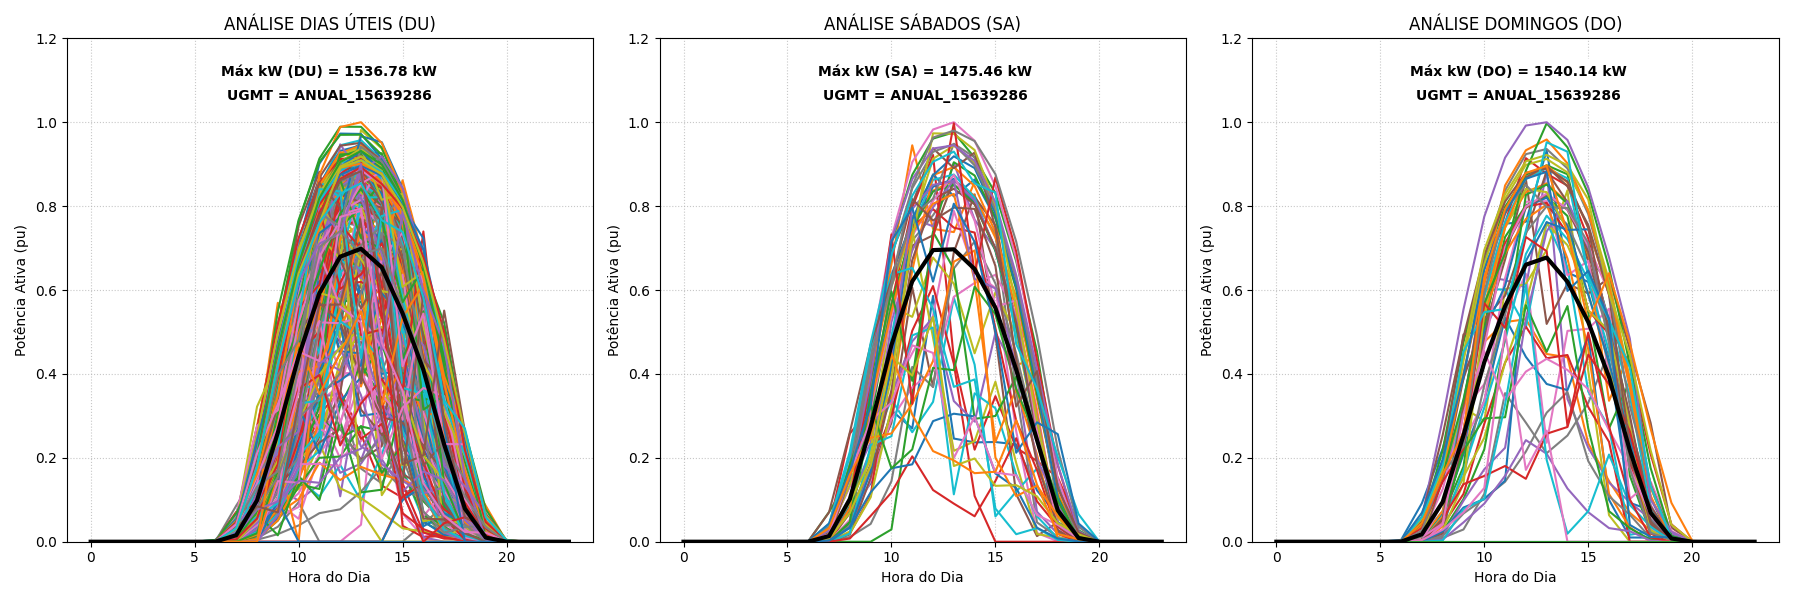 ANÁLISE DIAS ÚTEIS (DU)
Máx kW (DU) = 1536.78 kW
UGMT = ANUAL_15639286
Potência Ativa (pu)
1.2
1.0
0.8
0.6
0.4
0.2
0.0
0 5 10 15 20
Hora do Dia
ANÁLISE SÁBADOS (SA)
Máx kW (SA) = 1475.46 kW
UGMT = ANUAL_15639286
Potência Ativa (pu)
1.2
1.0
0.8
0.6
0.4
0.2
0.0
0 5 10 15 20
Hora do Dia
ANÁLISE DOMINGOS (DO)
Máx kW (DO) = 1540.14 kW
UGMT = ANUAL_15639286
Potência Ativa (pu)
1.2
1.0
0.8
0.6
0.4
0.2
0.0
0 5 10 15 20
Hora do Dia